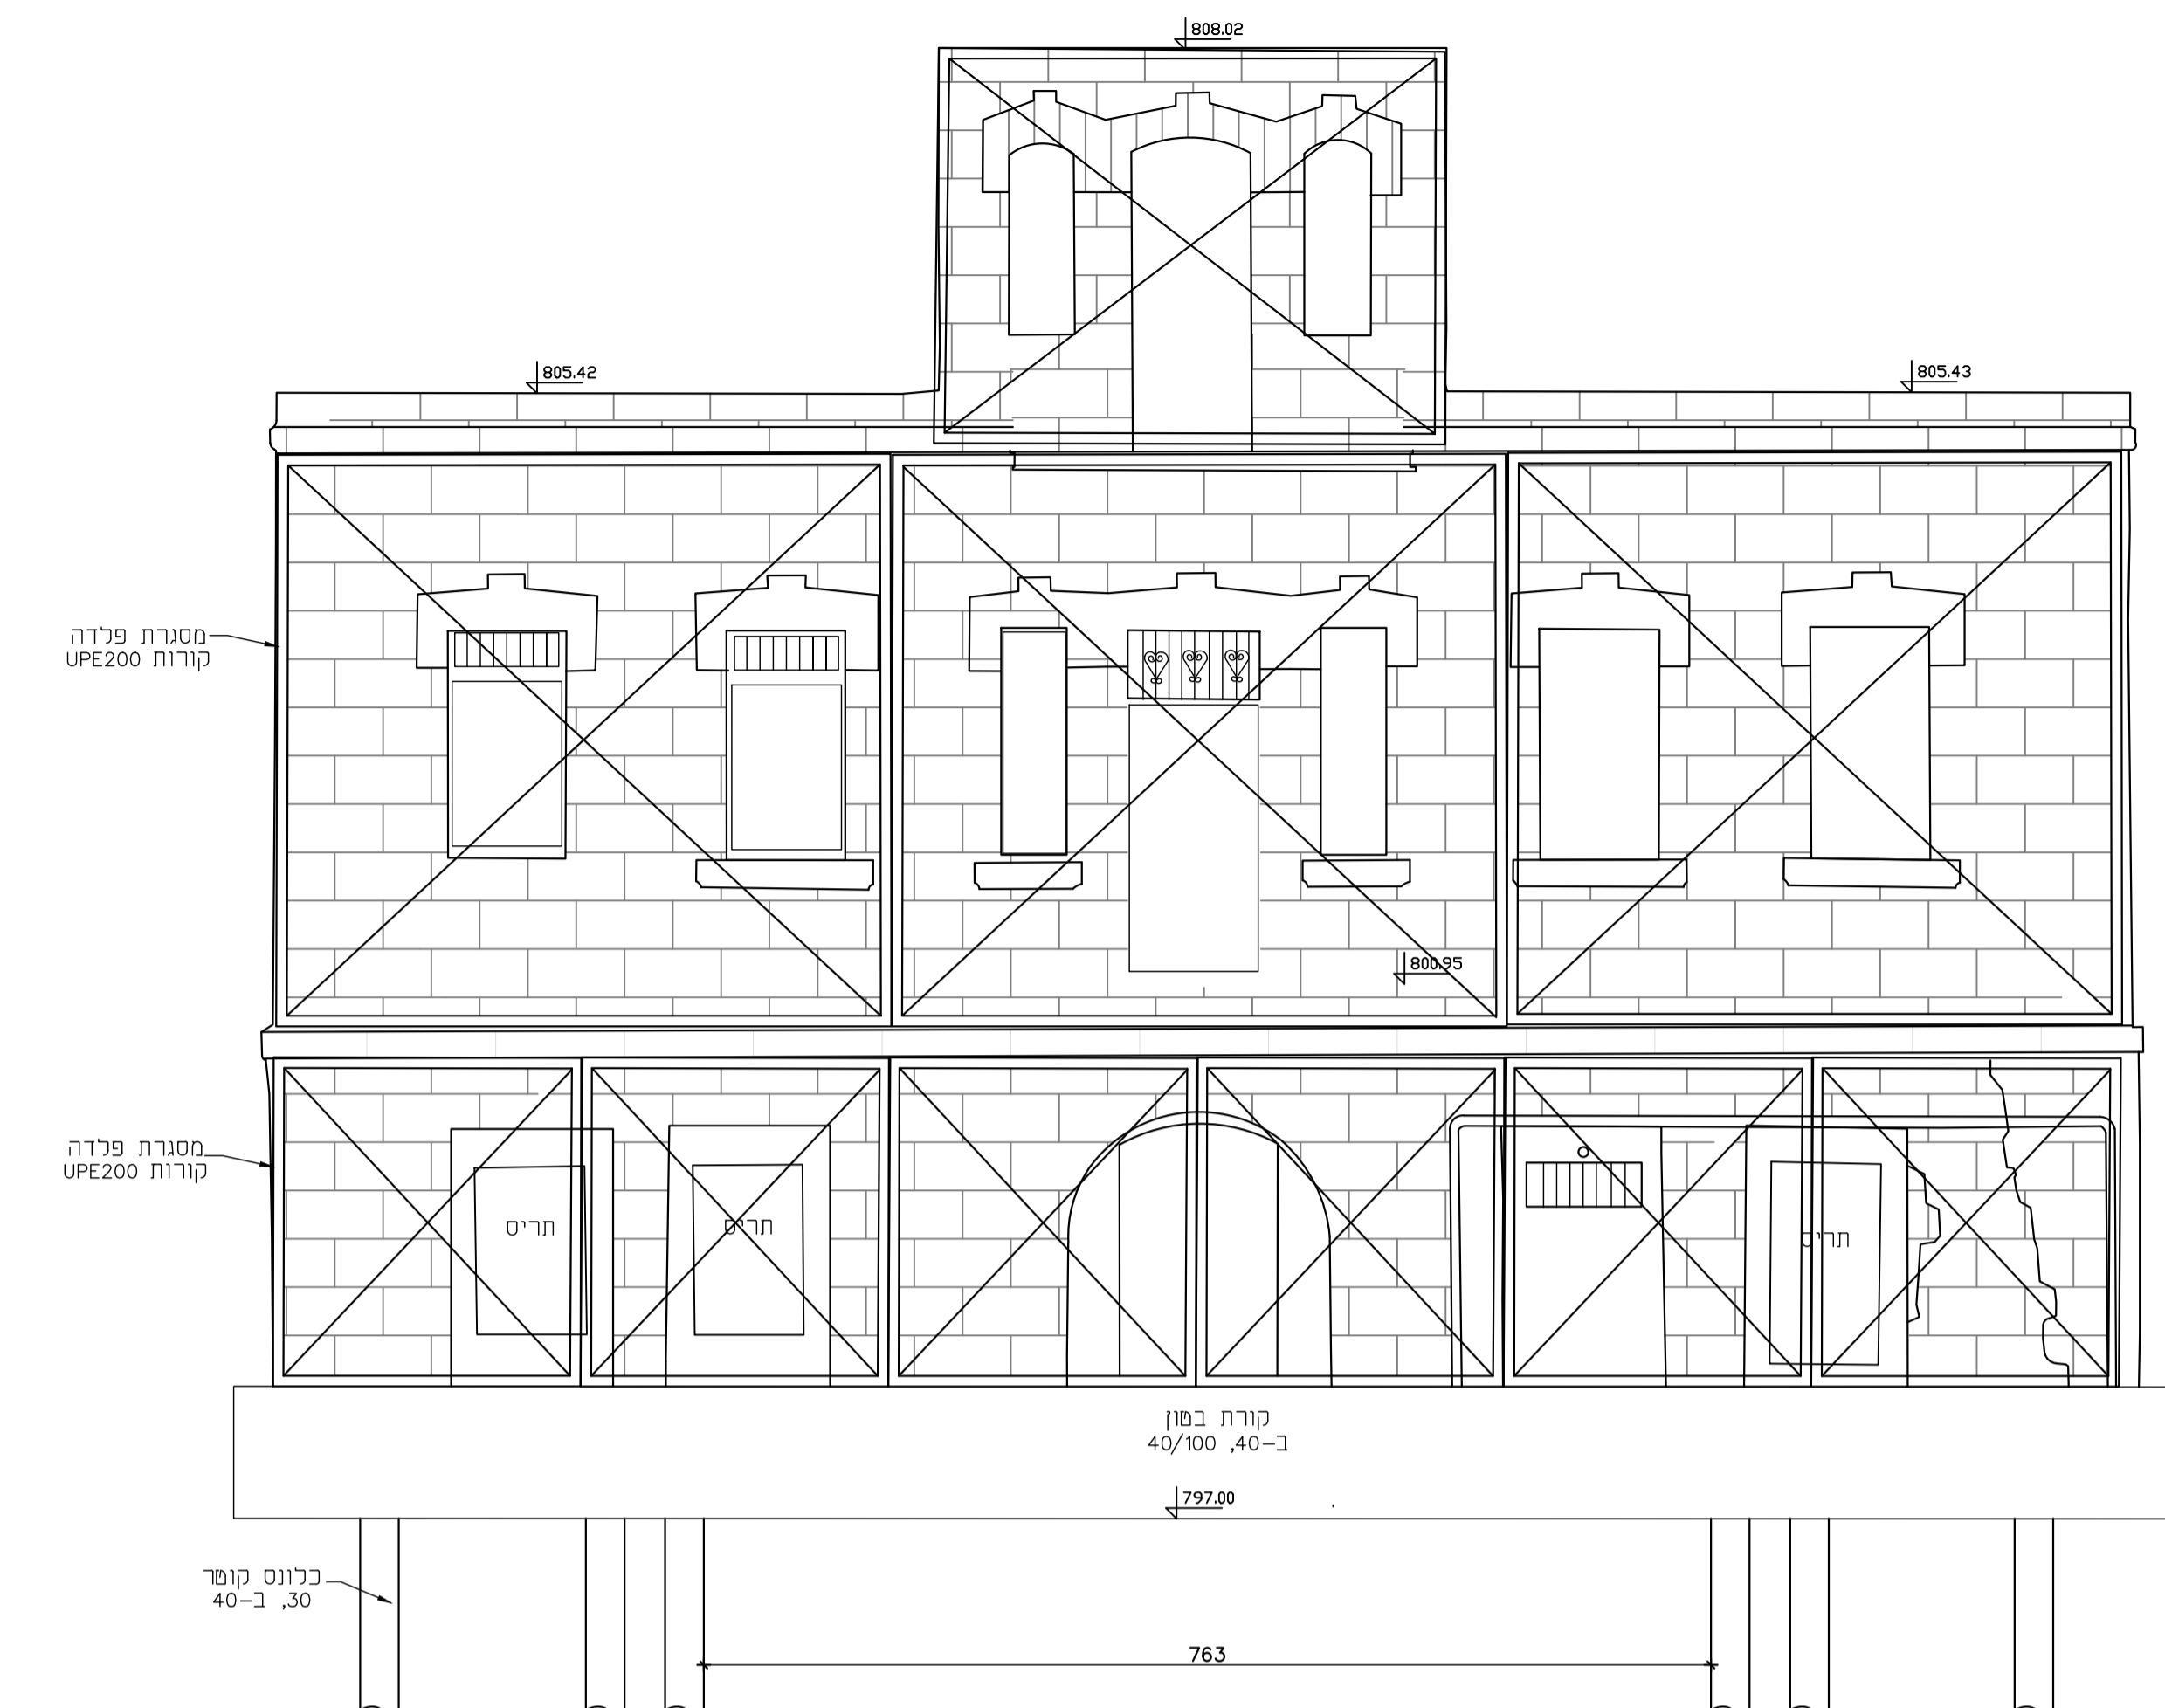 808.02
805.42
805.43
מסגרת פלדה
קורות UPE200
800.95
מסגרת פלדה
קורות UPE200
תריס
תריס
תריס
קורת בטון
ב-40, 40/100
797.00
כלונס קוטר
30, ב-40
763